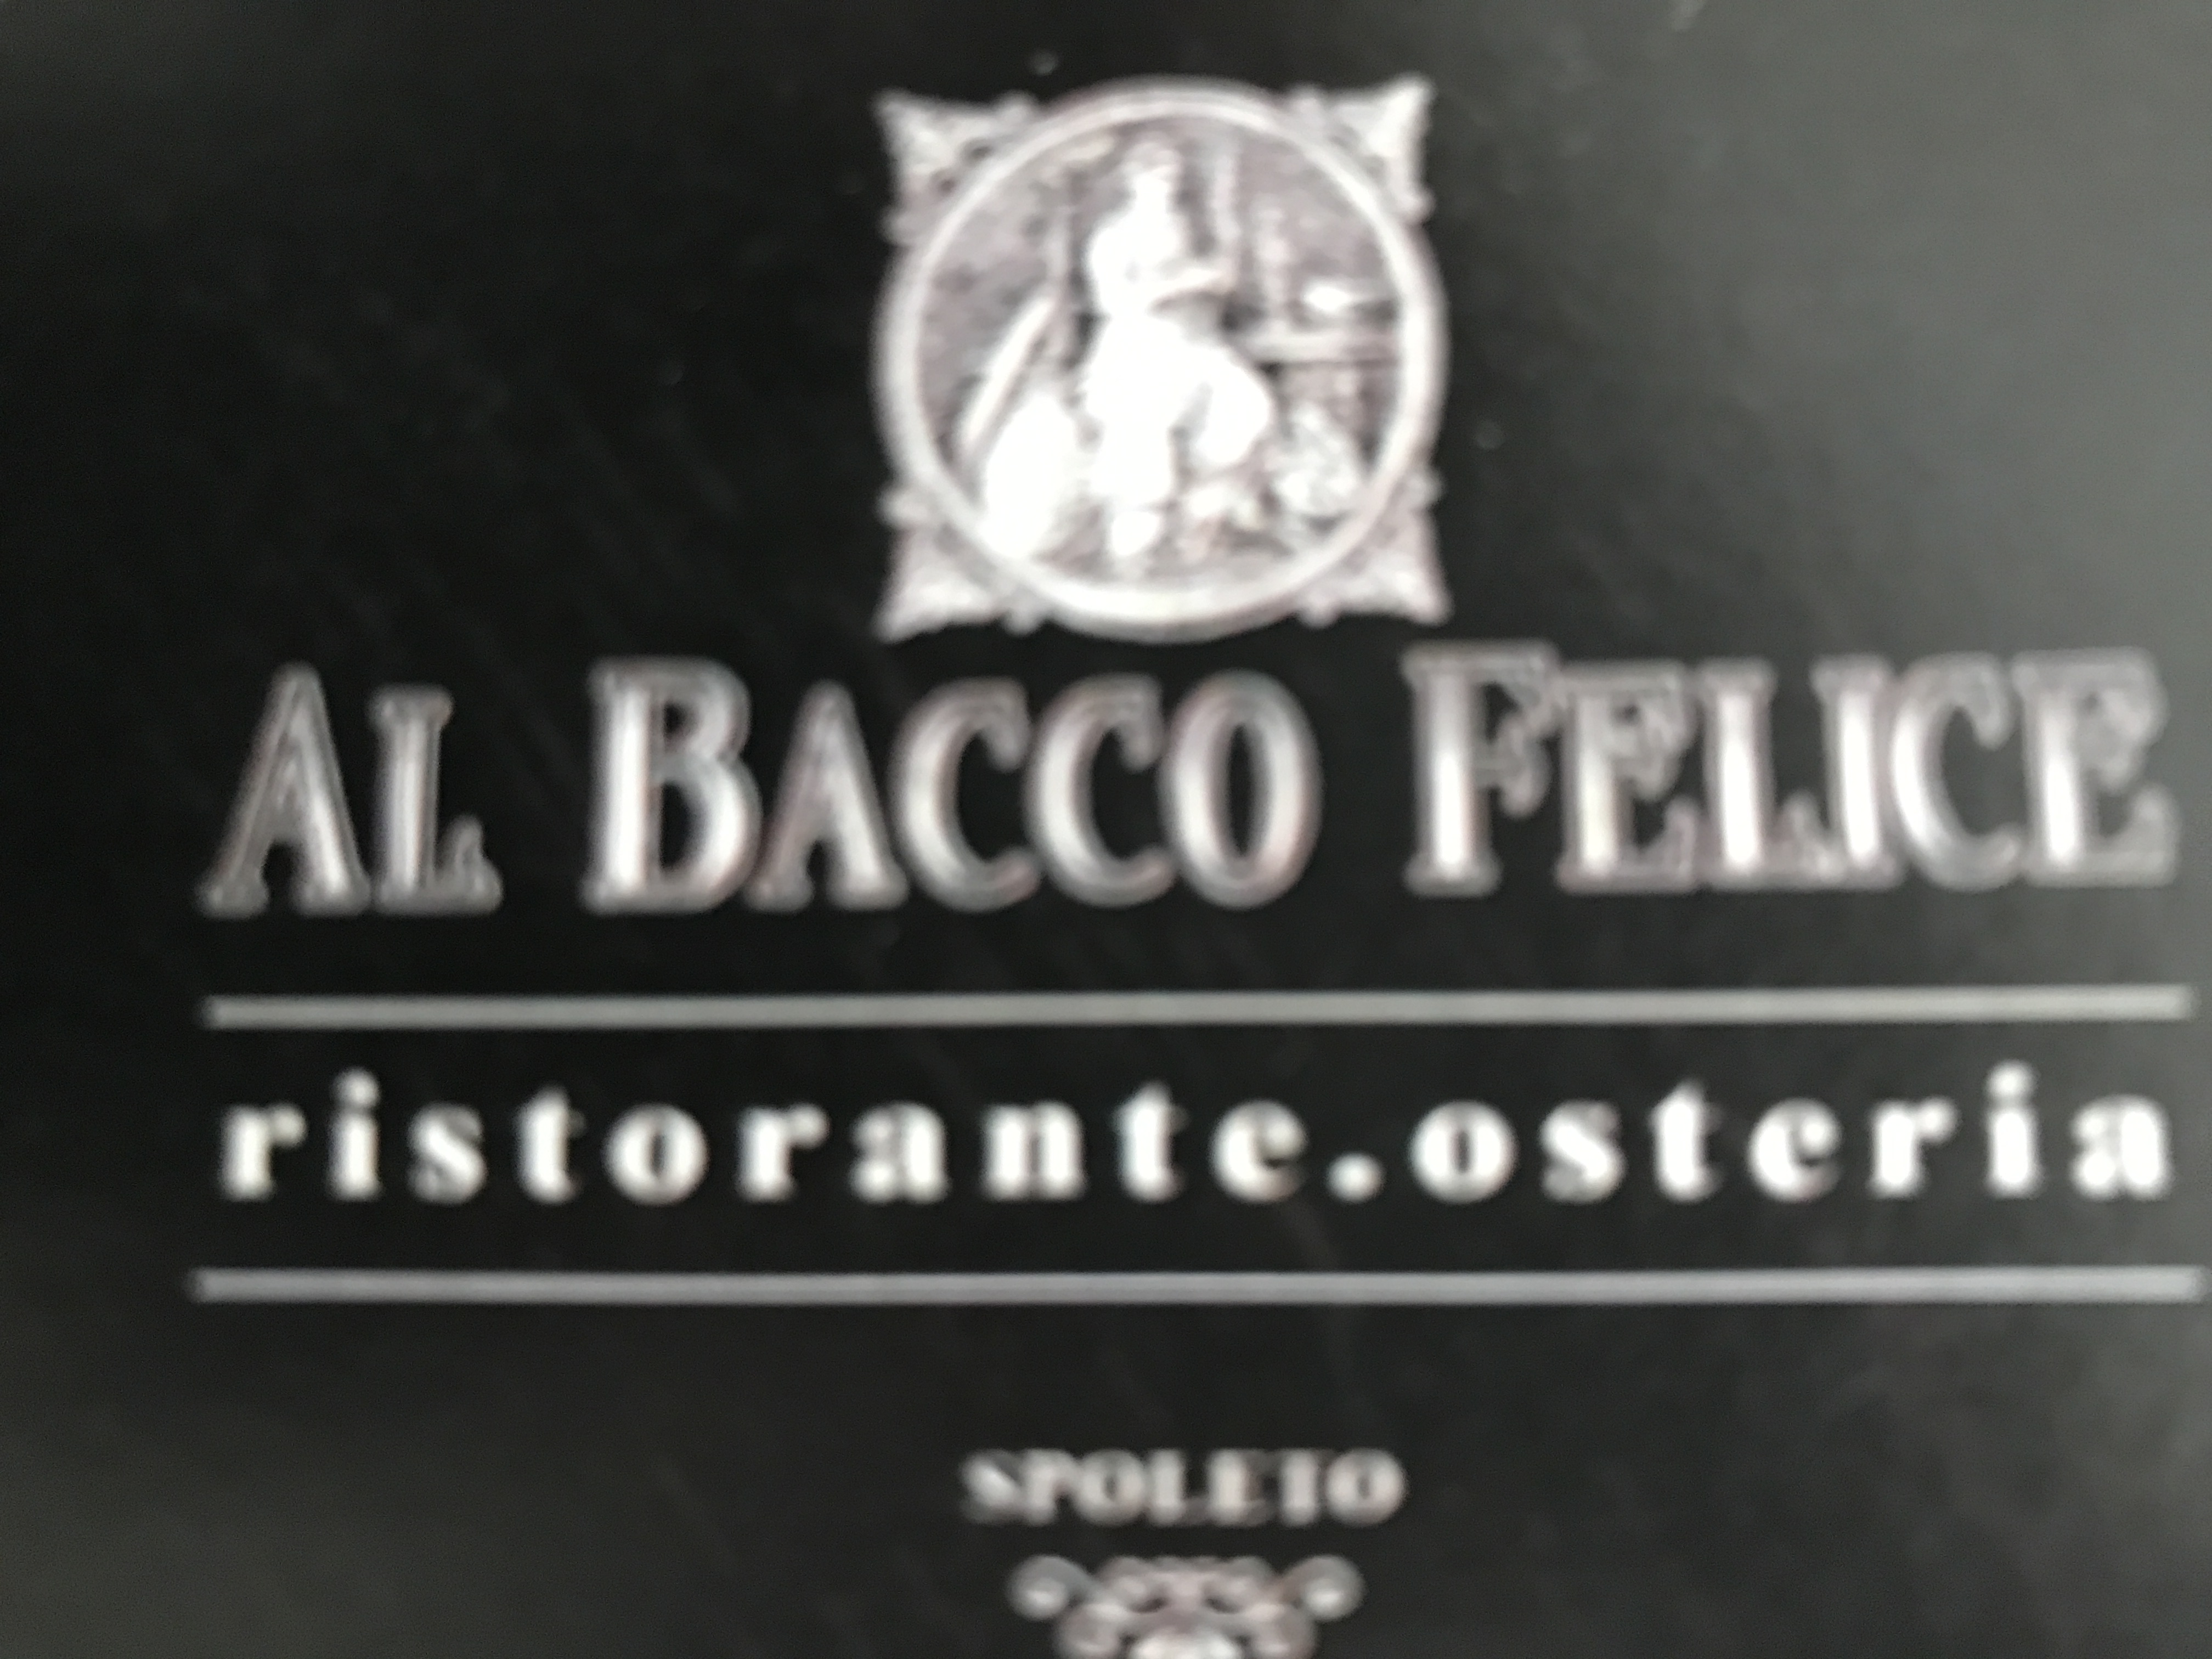 AL BACCO FELICE
ristorante.osteria
SPOLETO